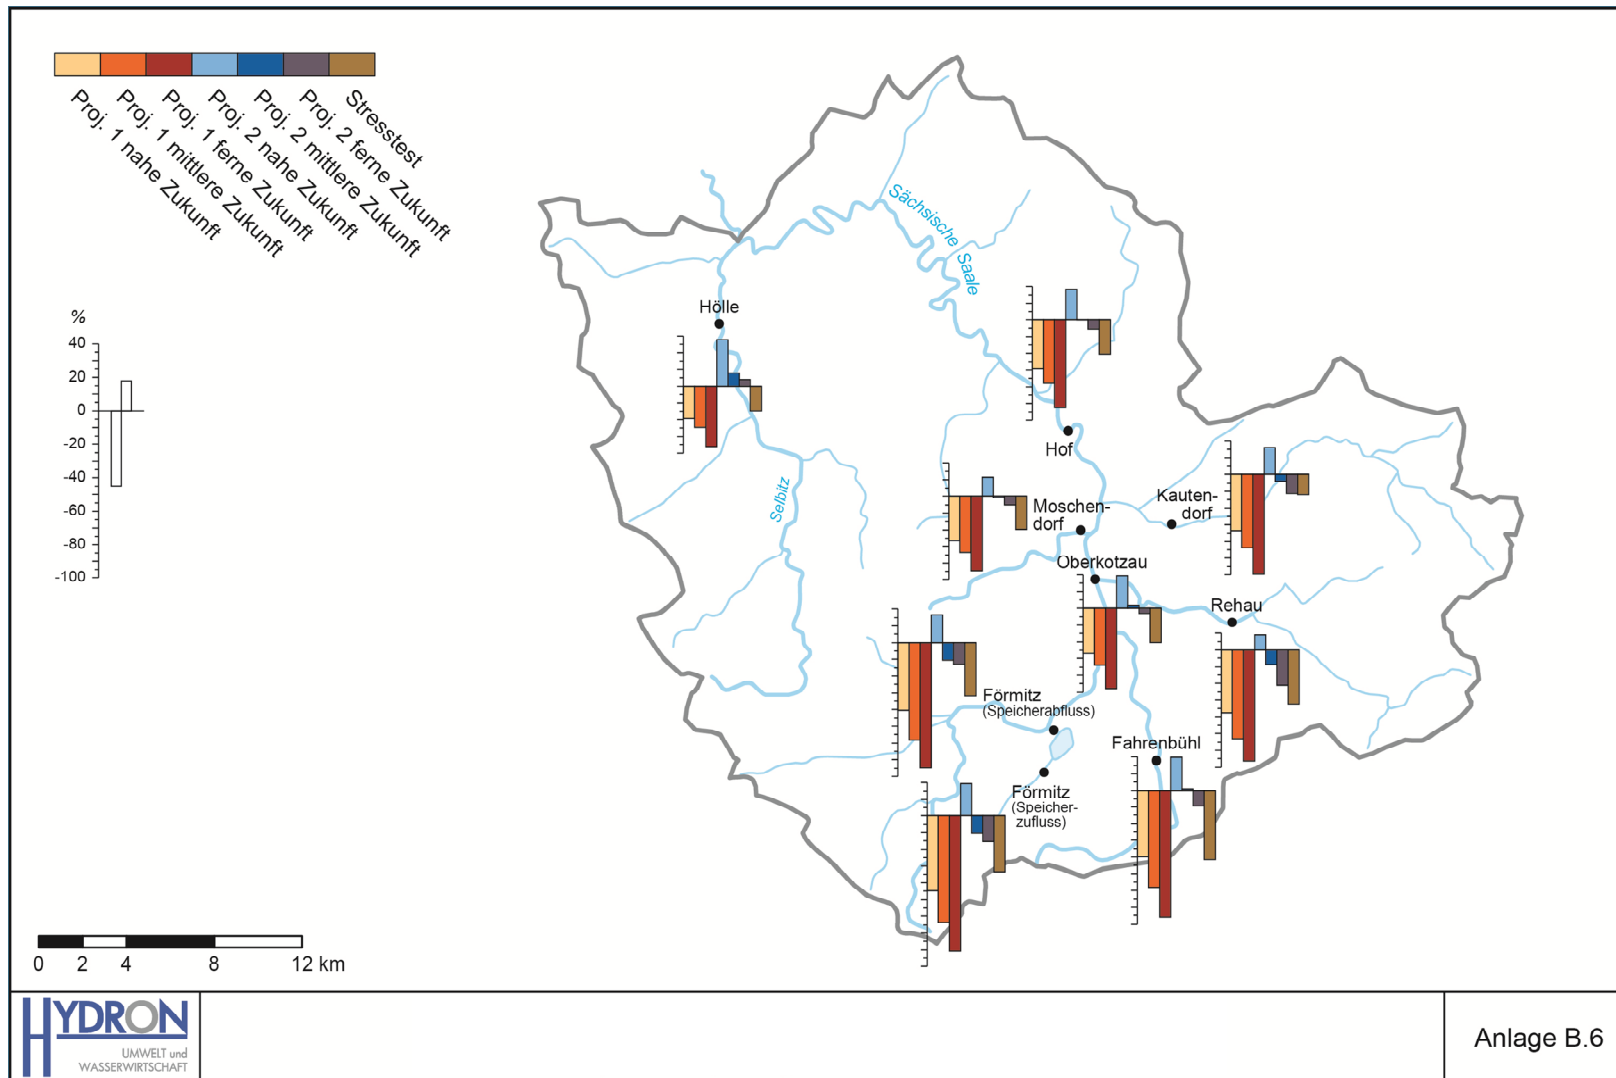 Proj. 1 nahe Zukunft
Proj. 1 mittlere Zukunft
Proj. 1 ferne Zukunft
Proj. 2 nahe Zukunft
Proj. 2 mittlere Zukunft
Proj. 2 ferne Zukunft
Stresstest
%
40
20
0
-20
-40
-60
-80
-100
Sächsische Saale
Hölle
Hof
Selbitz
Moschen-
dorf
Kauten-
dorf
Oberkotzau
Rehau
Förmitz
(Speicherabfluss)
Fahrenbühl
Förmitz
(Speicher-
zufluss)
0 2 4 8 12 km
HYDRON
UMWELT und
WASSERWIRTSCHAFT
Anlage B.6